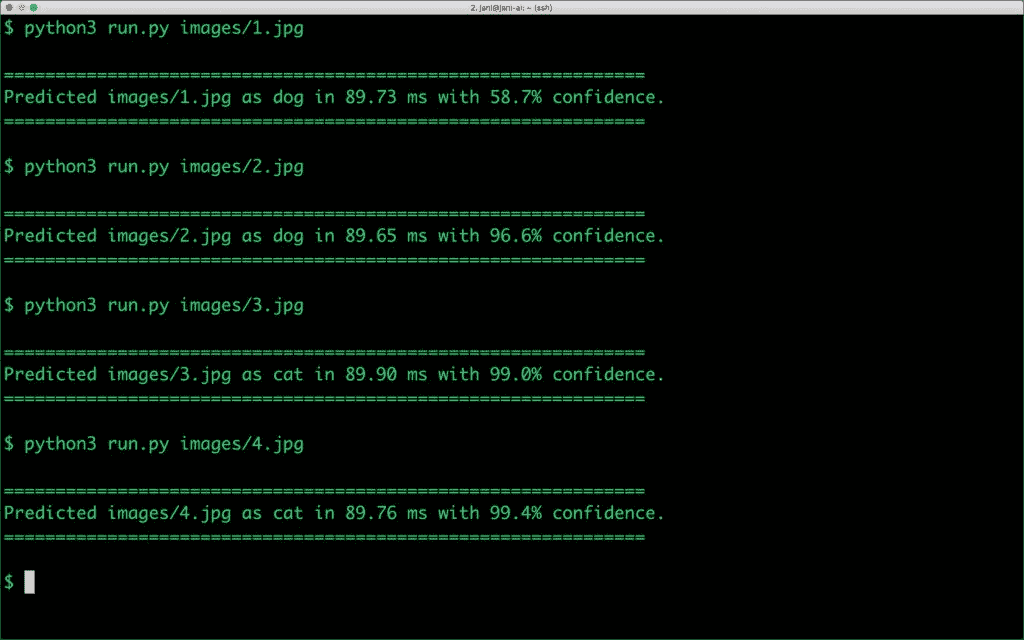 2. jani@jani-ai: ~ (ssh)
$ python3 run.py images/1.jpg
==============================================================
Predicted images/1.jpg as dog in 89.73 ms with 58.7% confidence.
==============================================================
$ python3 run.py images/2.jpg
==============================================================
Predicted images/2.jpg as dog in 89.65 ms with 96.6% confidence.
==============================================================
$ python3 run.py images/3.jpg
==============================================================
Predicted images/3.jpg as cat in 89.90 ms with 99.0% confidence.
==============================================================
$ python3 run.py images/4.jpg
==============================================================
Predicted images/4.jpg as cat in 89.76 ms with 99.4% confidence.
==============================================================
$